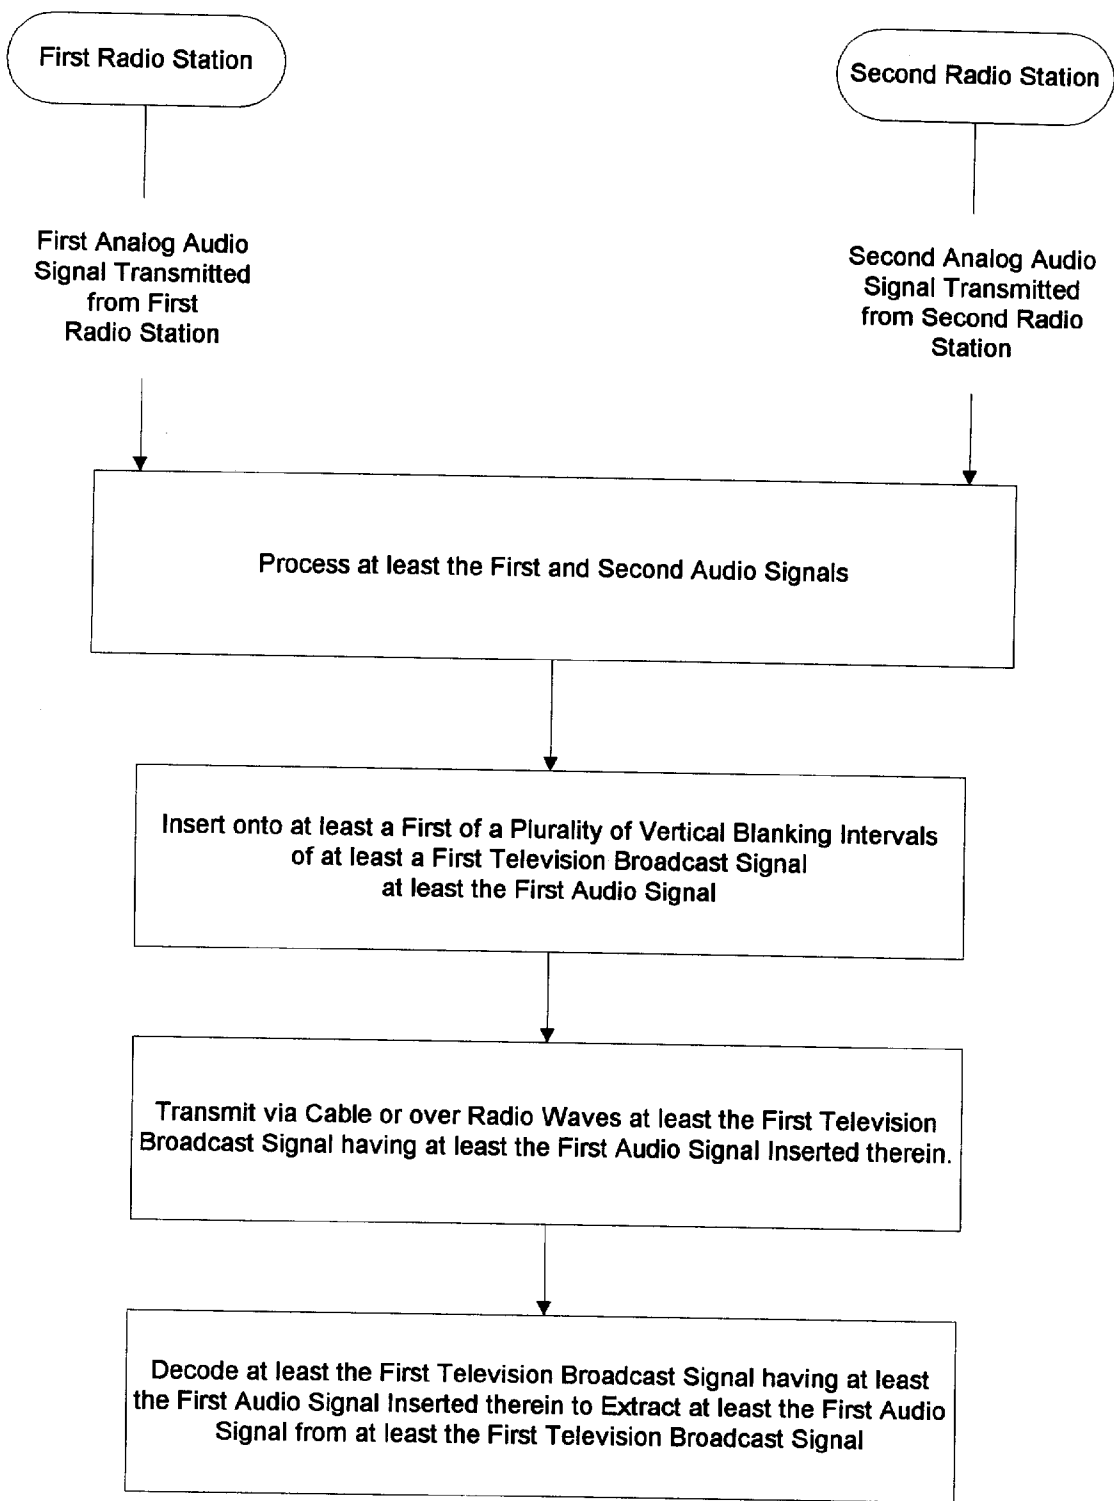 First Radio Station
Second Radio Station
First Analog Audio
Signal Transmitted
from First
Radio Station
Second Analog Audio
Signal Transmitted
from Second Radio
Station
Process at least the First and Second Audio Signals
Insert onto at least a First of a Plurality of Vertical Blanking Intervals
of at least a First Television Broadcast Signal
at least the First Audio Signal
Transmit via Cable or over Radio Waves at least the First Television
Broadcast Signal having at least the First Audio Signal Inserted therein.
Decode at least the First Television Broadcast Signal having at least
the First Audio Signal Inserted therein to Extract at least the First Audio
Signal from at least the First Television Broadcast Signal